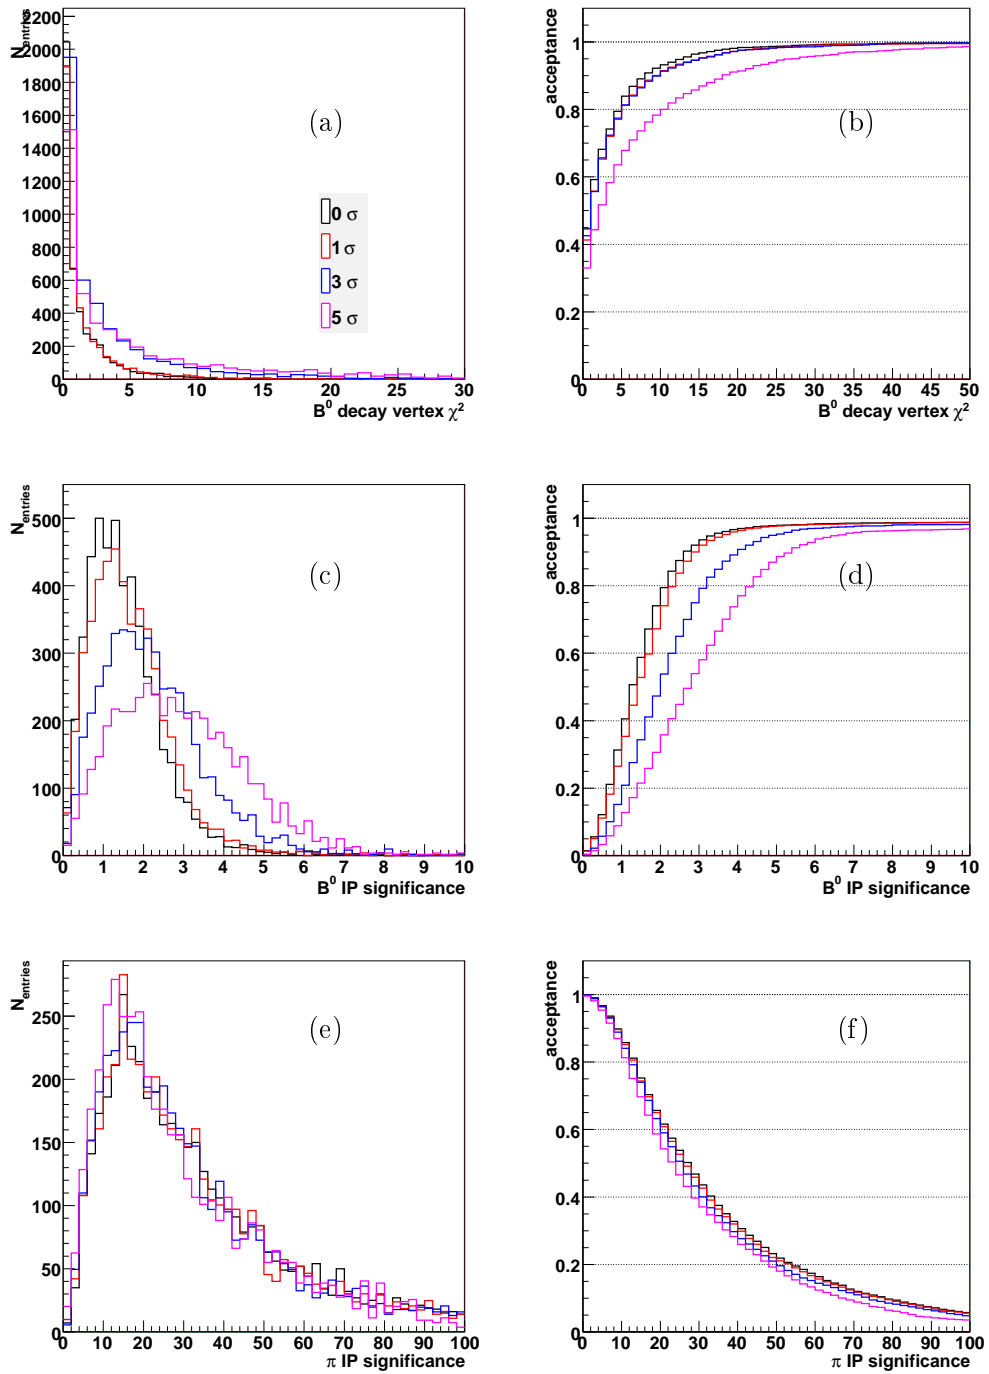 N entries
2200
2000
1800
1600
1400
1200
1000
800
600
400
200
0
0 5 10 15 20 25 30
B⁰ decay vertex χ²
(a)
0 σ
1 σ
3 σ
5 σ
acceptance
1
0.8
0.6
0.4
0.2
0
0 5 10 15 20 25 30 35 40 45 50
B⁰ decay vertex χ²
(b)
N entries
500
400
300
200
100
0
0 1 2 3 4 5 6 7 8 9 10
B⁰ IP significance
(c)
acceptance
1
0.8
0.6
0.4
0.2
0
0 1 2 3 4 5 6 7 8 9 10
B⁰ IP significance
(d)
N entries
250
200
150
100
50
0
0 10 20 30 40 50 60 70 80 90 100
π IP significance
(e)
acceptance
1
0.8
0.6
0.4
0.2
0
0 10 20 30 40 50 60 70 80 90 100
π IP significance
(f)